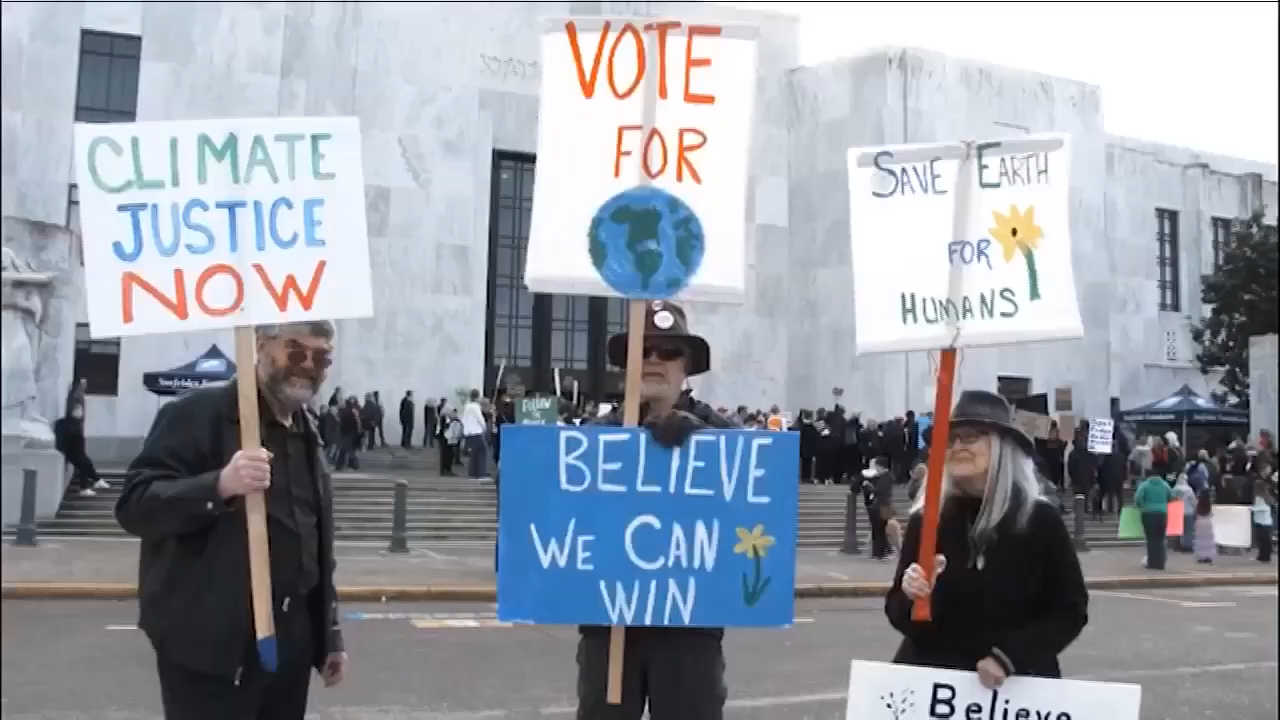 CLIMATE
JUSTICE
NOW
VOTE
FOR
SAVE EARTH
FOR
HUMANS
BELIEVE
WE CAN
WIN
Believe